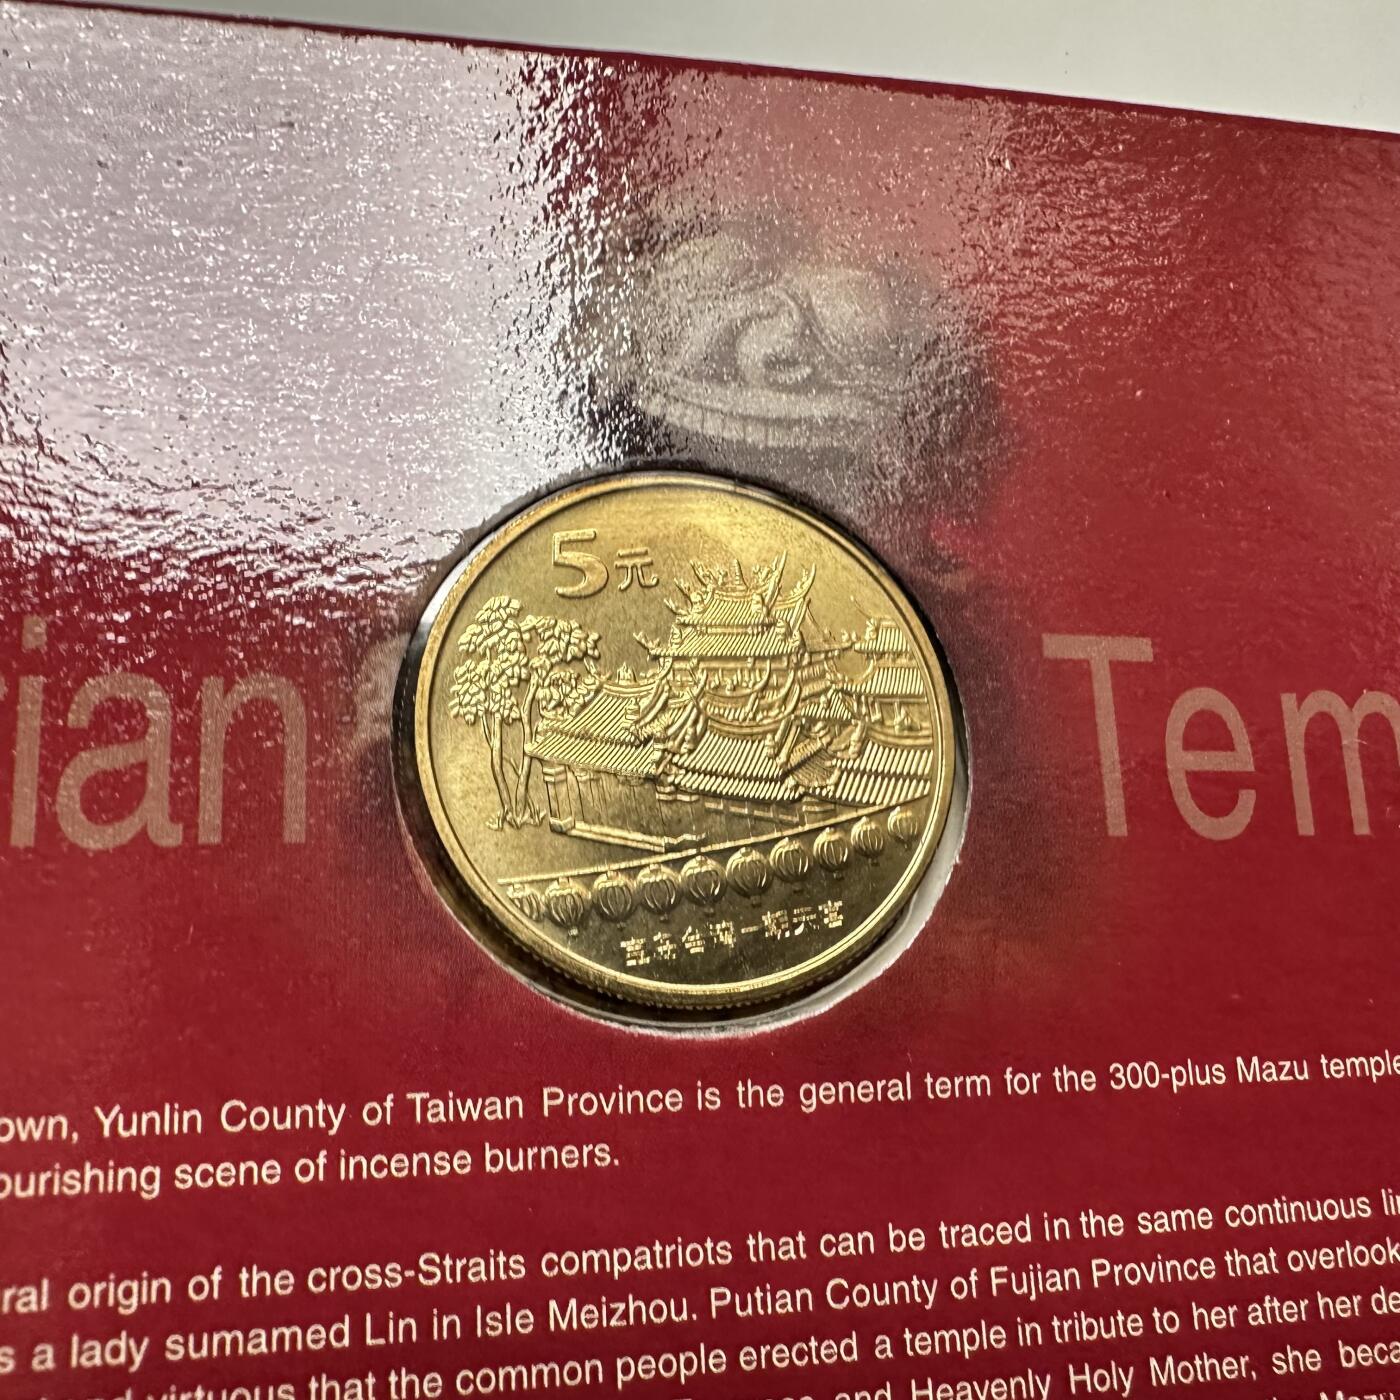 5元
ian
Tem
宝岛台湾—朝天宫
own, Yunlin County of Taiwan Province is the general term for the 300-plus Mazu temple
ourishing scene of incense burners.
ral origin of the cross-Straits compatriots that can be traced in the same continuous li
s a lady sumamed Lin in Isle Meizhou. Putian County of Fujian Province that overlook
virtuous that the common people erected a temple in tribute to her after her de
and Heavenly Holy Mother, she beca